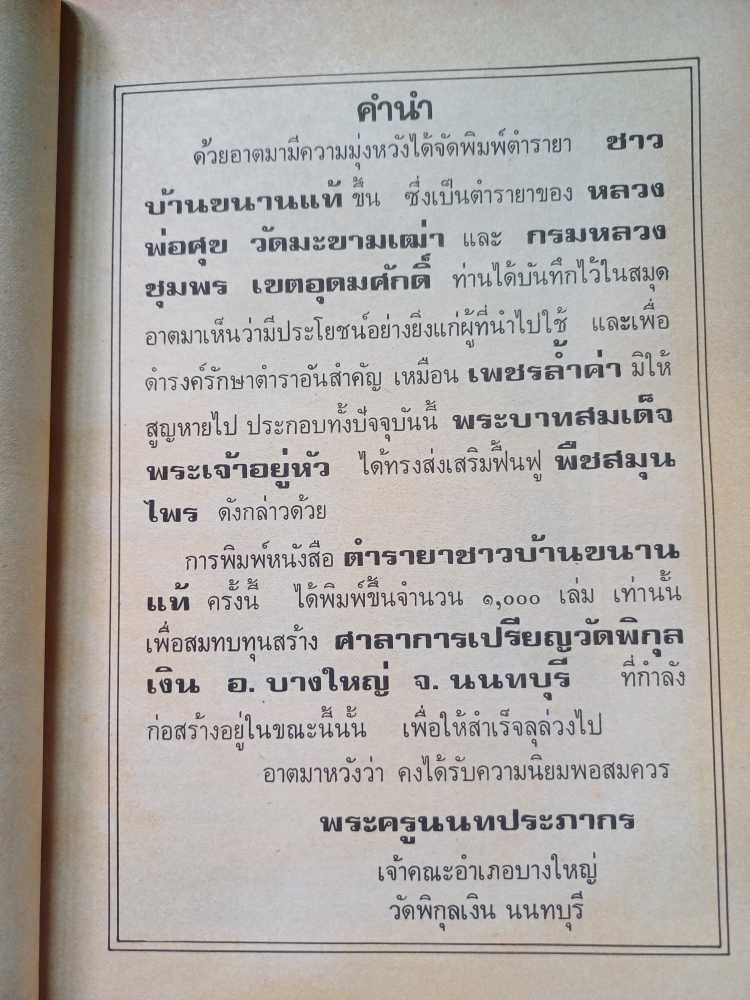 คำนำ
ด้วยอาตมามีความมุ่งหวังได้จัดพิมพ์ตำรายา ชาว
บ้านขนานแท้ ขึ้น ซึ่งเป็นตำรายาของ หลวง
พ่อศุข วัดมะขามเฒ่า และ กรมหลวง
ชุมพร เขตอุดมศักดิ์ ท่านได้บันทึกไว้ในสมุด
อาตมาเห็นว่ามีประโยชน์อย่างยิ่งแก่ผู้ที่นำไปใช้ และเพื่อ
ดำรงค์รักษาตำราอันสำคัญ เหมือน เพชรล้ำค่า มิให้
สูญหายไป ประกอบทั้งปัจจุบันนี้ พระบาทสมเด็จ
พระเจ้าอยู่หัว ได้ทรงส่งเสริมฟื้นฟู พืชสมุน
ไพร ดังกล่าวด้วย
การพิมพ์หนังสือ ตำรายาชาวบ้านขนาน
แท้ ครั้งนี้ ได้พิมพ์ขึ้นจำนวน ๑,๐๐๐ เล่ม เท่านั้น
เพื่อสมทบทุนสร้าง ศาลาการเปรียญวัดพิกุล
เงิน อ. บางใหญ่ จ. นนทบุรี ที่กำลัง
ก่อสร้างอยู่ในขณะนี้นั้น เพื่อให้สำเร็จลุล่วงไป
อาตมาหวังว่า คงได้รับความนิยมพอสมควร
พระครูนนทประภากร
เจ้าคณะอำเภอบางใหญ่
วัดพิกุลเงิน นนทบุรี